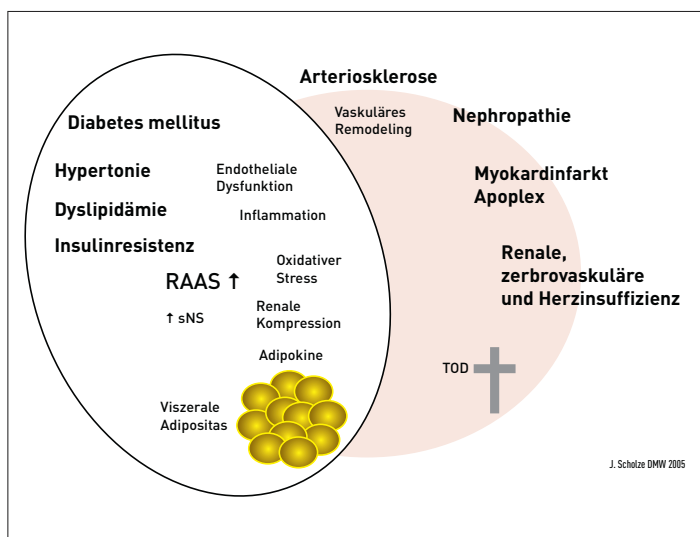 Arteriosklerose
Vaskuläres
Remodeling
Nephropathie
Diabetes mellitus
Hypertonie
Endotheliale
Dysfunktion
Myokardinfarkt
Apoplex
Dyslipidämie
Inflammation
Insulinresistenz
Oxidativer
Stress
Renale,
zerbrovaskuläre
und Herzinsuffizienz
RAAS ↑
↑ sNS
Renale
Kompression
Adipokine
TOD
Viszerale
Adipositas
J. Scholze DMW 2005